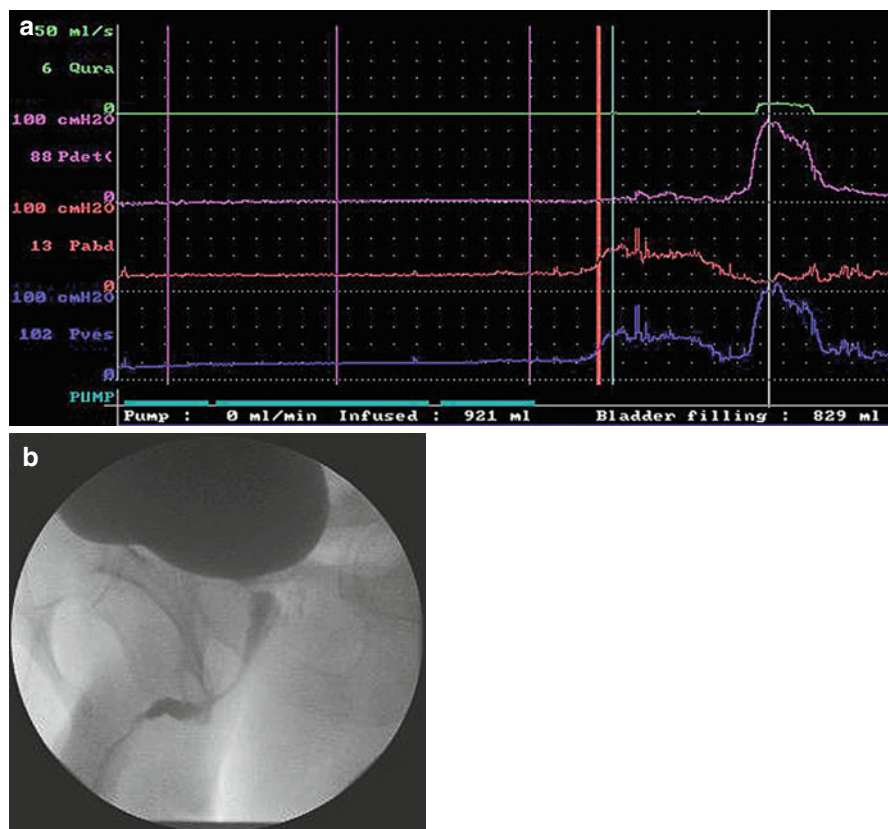 a
50 ml/s
6 Qura
0
100 cmH2O
88 Pdet(
0
100 cmH2O
13 Pabd
0
100 cmH2O
102 Pves
0
PUMP
Pump : 0 ml/min Infused : 921 ml Bladder filling : 829 ml
b